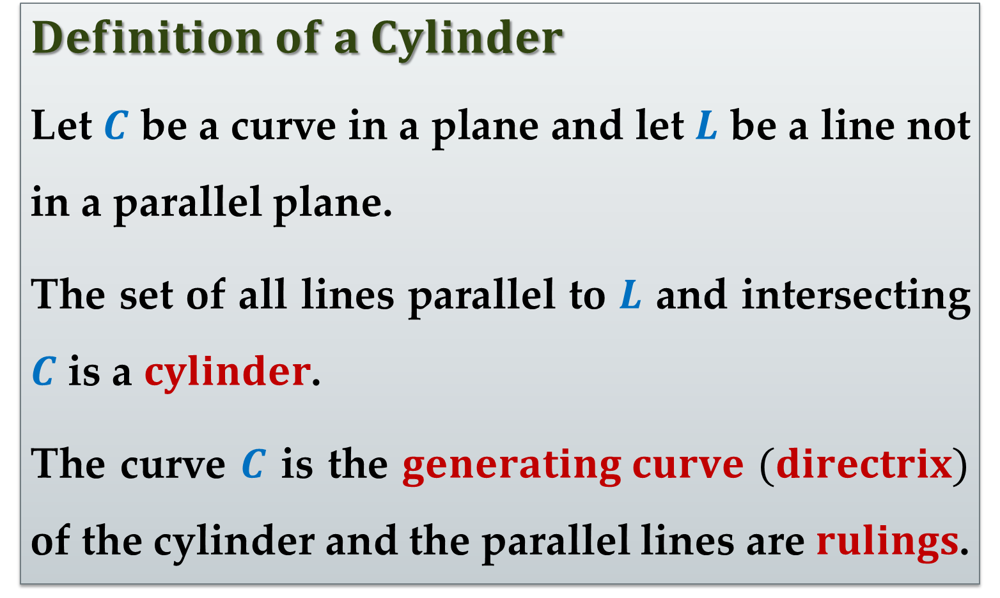 Definition of a Cylinder
Let C be a curve in a plane and let L be a line not
in a parallel plane.
The set of all lines parallel to L and intersecting
C is a cylinder.
The curve C is the generating curve (directrix)
of the cylinder and the parallel lines are rulings.